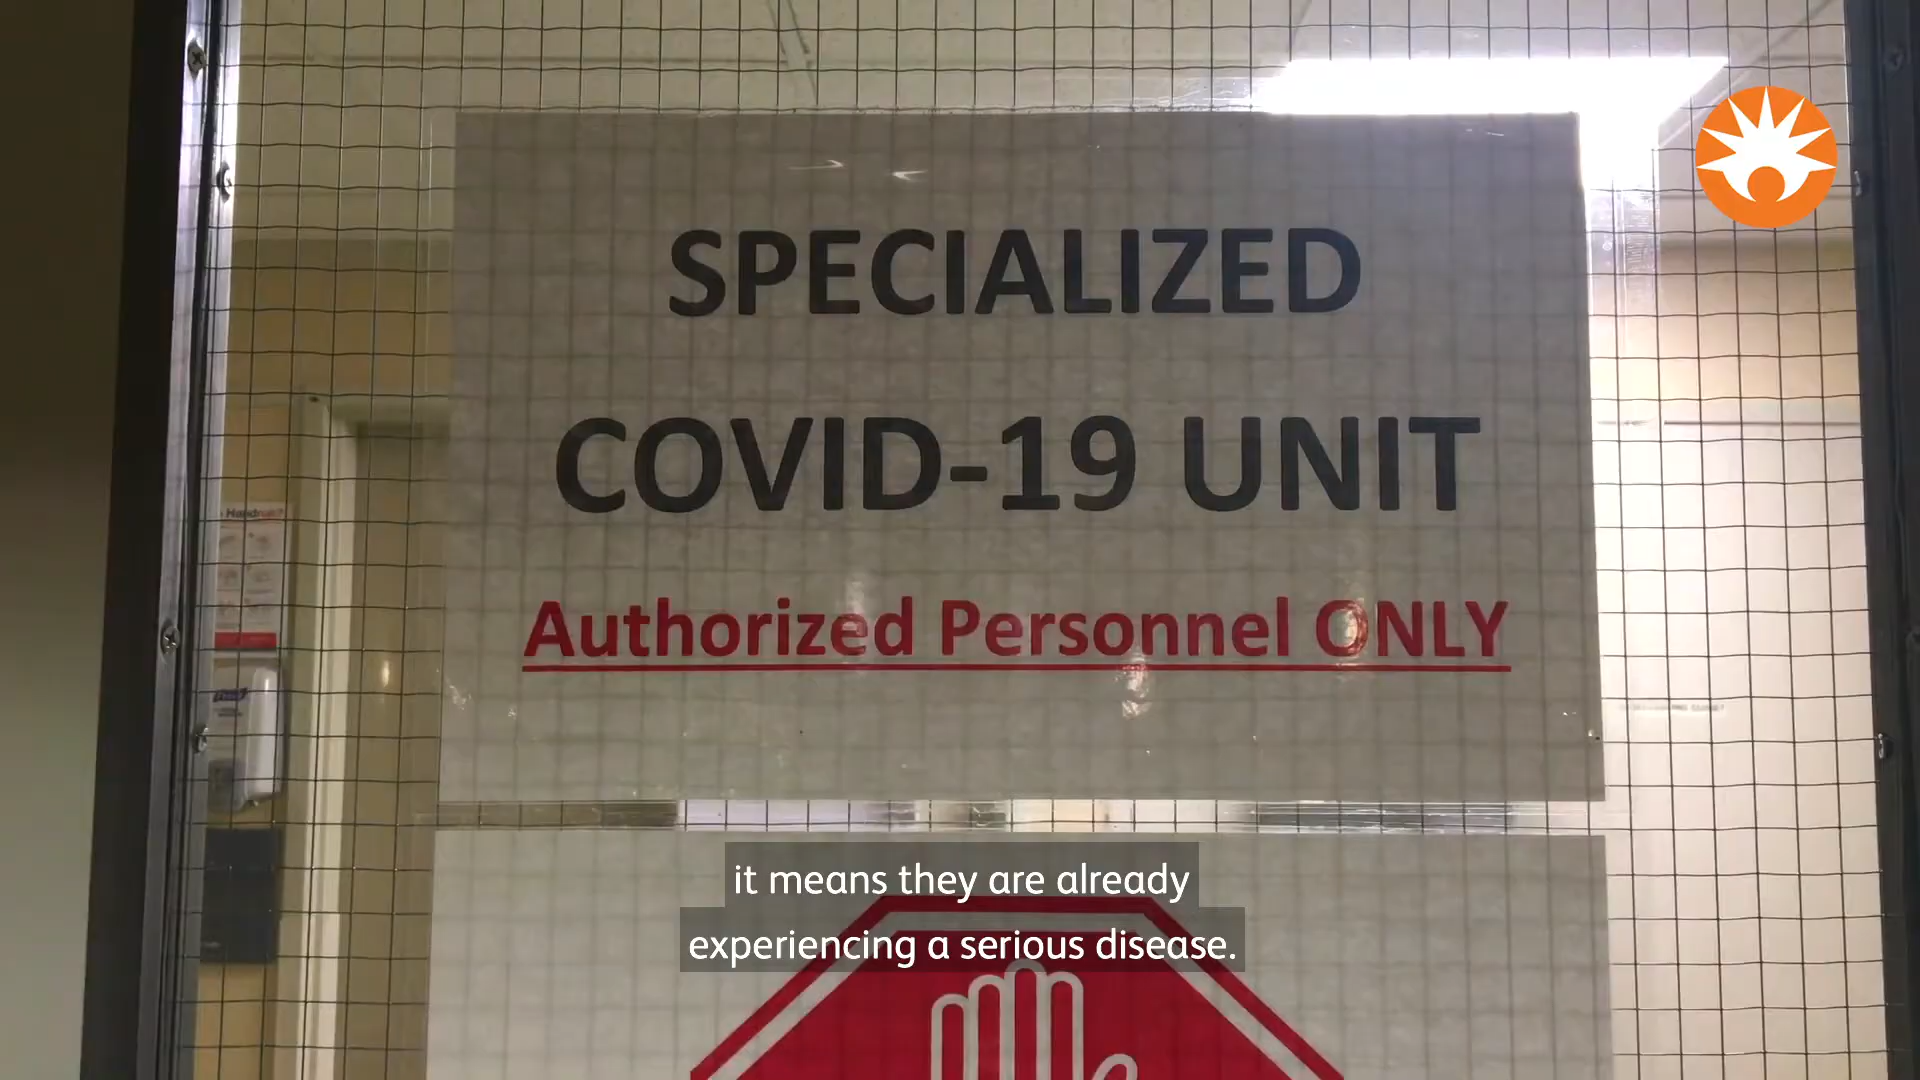 SPECIALIZED
COVID-19 UNIT
Authorized Personnel ONLY
it means they are already
experiencing a serious disease.